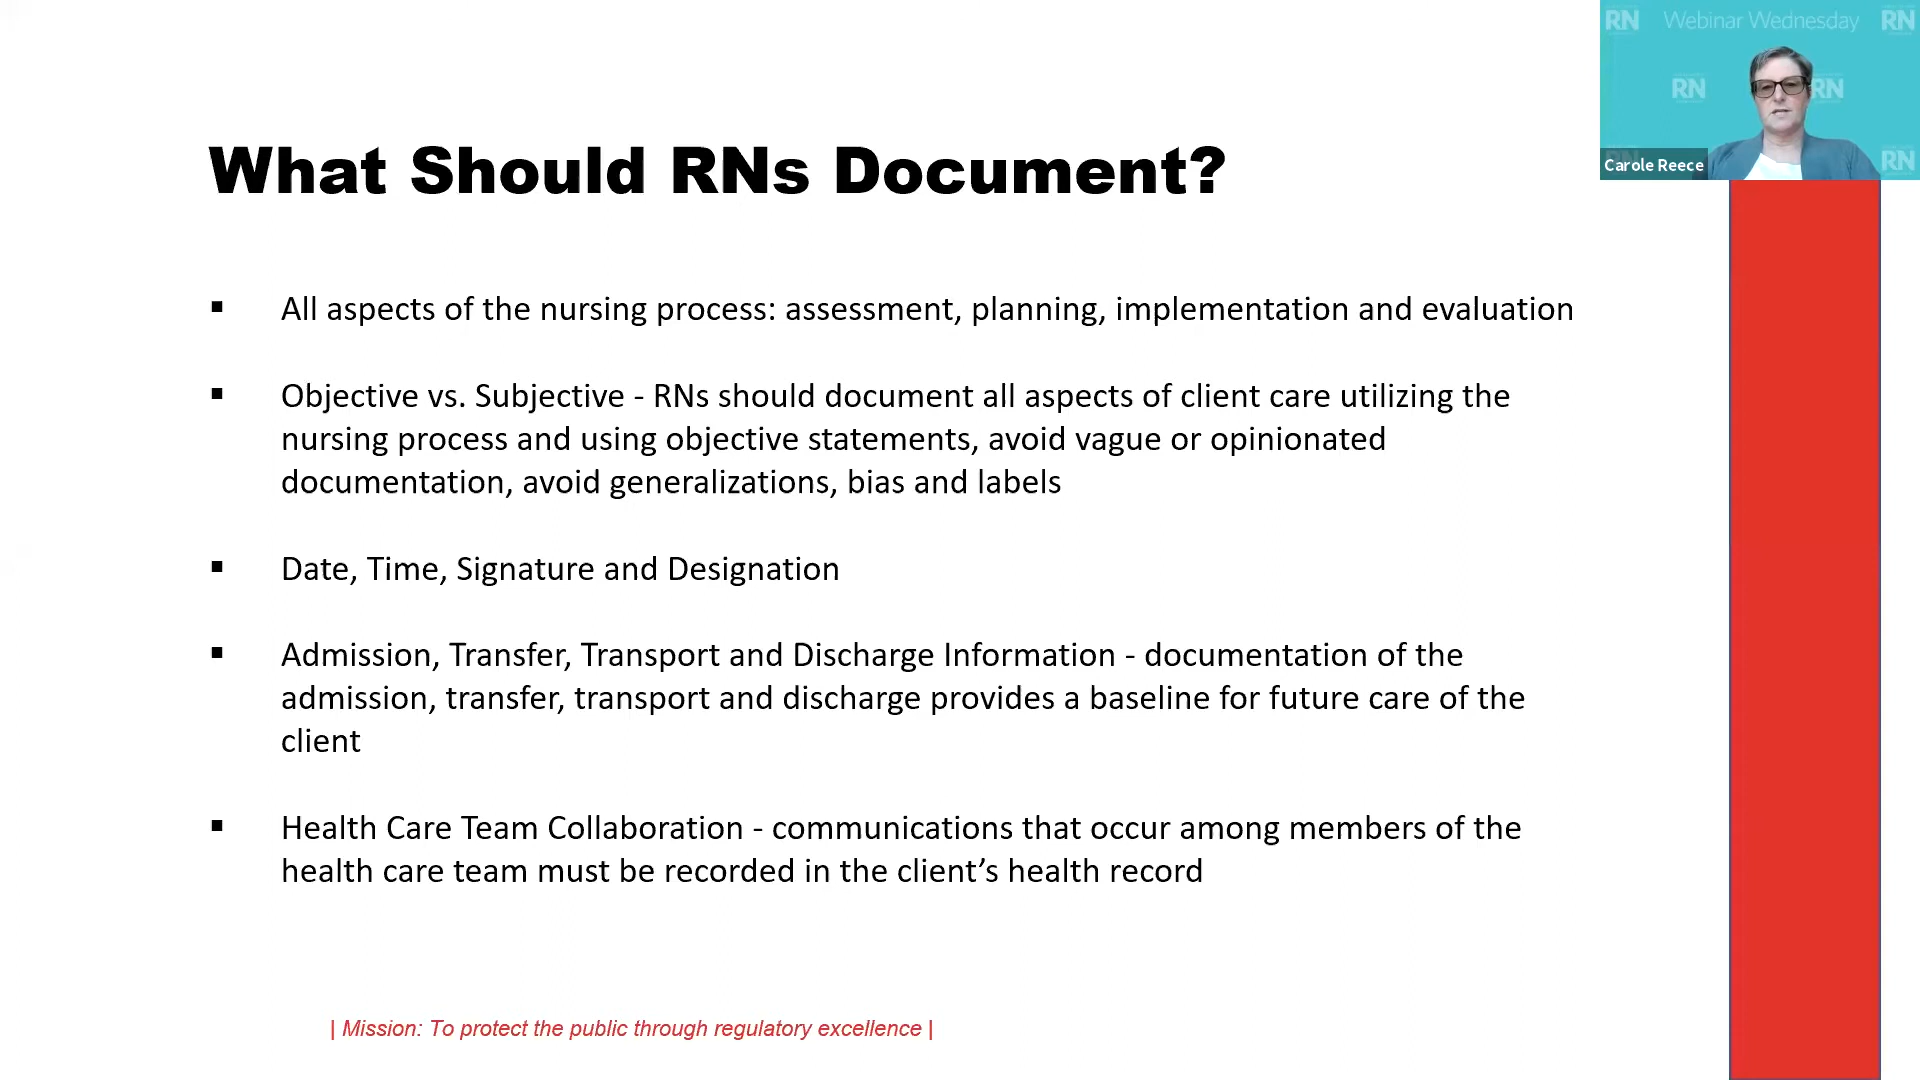 RN Webinar Wednesday RN
RN RN
Carole Reece RN
What Should RNs Document?
▪ All aspects of the nursing process: assessment, planning, implementation and evaluation
▪ Objective vs. Subjective - RNs should document all aspects of client care utilizing the
nursing process and using objective statements, avoid vague or opinionated
documentation, avoid generalizations, bias and labels
▪ Date, Time, Signature and Designation
▪ Admission, Transfer, Transport and Discharge Information - documentation of the
admission, transfer, transport and discharge provides a baseline for future care of the
client
▪ Health Care Team Collaboration - communications that occur among members of the
health care team must be recorded in the client’s health record
| Mission: To protect the public through regulatory excellence |